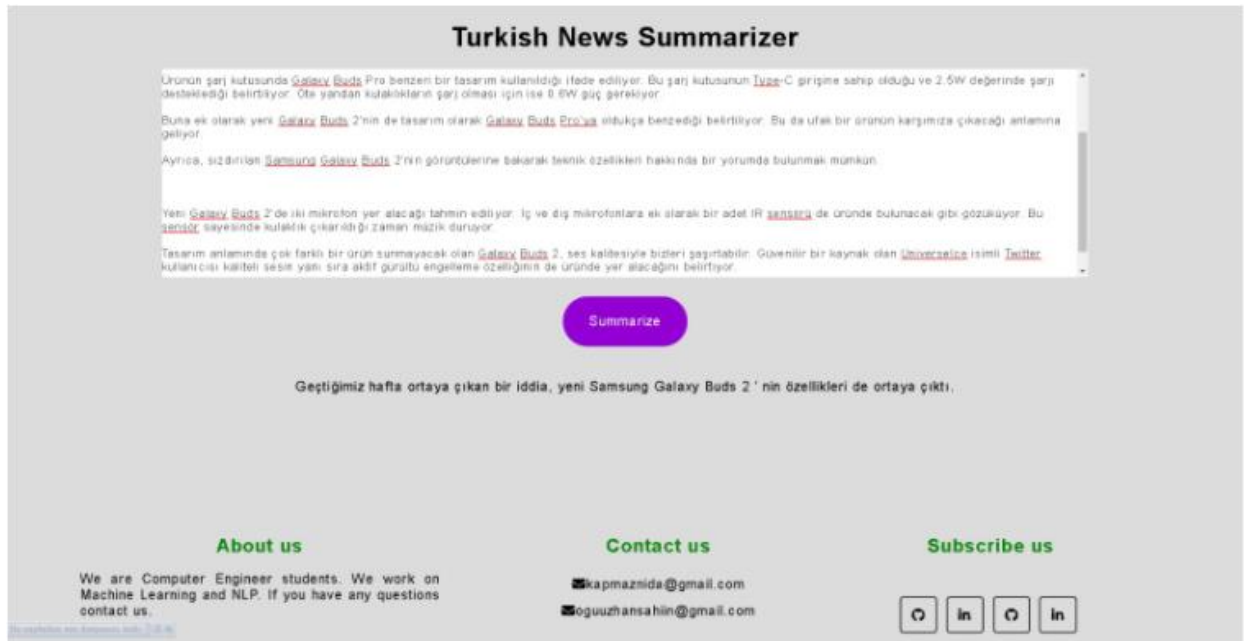 Turkish News Summarizer
Ürünün şarj kutusunda Galaxy Buds Pro benzeri bir tasarım kullanıldığı ifade ediliyor. Bu şarj kutusunun Type-C girişine sahip olduğu ve 2.5W değerinde şarjı
desteklediği belirtiliyor. Öte yandan kulaklıkların şarj olması için ise 0.6W güç gerekiyor.
Buna ek olarak yeni Galaxy Buds 2'nin de tasarım olarak Galaxy Buds Pro'ya oldukça benzediği belirtiliyor. Bu da ufak bir ürünün karşımıza çıkacağı anlamına
geliyor.
Ayrıca, sızdırılan Samsung Galaxy Buds 2'nin görüntülerine bakarak teknik özellikleri hakkında bir yorumda bulunmak mümkün.
Yeni Galaxy Buds 2'de iki mikrofon yer alacağı tahmin ediliyor. İç ve dış mikrofonlara ek olarak bir adet IR sensörü de üründe bulunacak gibi gözüküyor. Bu
sensör sayesinde kulaklık çıkarıldığı zaman müzik duruyor.
Tasarım anlamında çok farklı bir ürün sunmayacak olan Galaxy Buds 2, ses kalitesiyle bizleri şaşırtabilir. Güvenilir bir kaynak olan UniverseIce isimli Twitter
kullanıcısı kaliteli sesin yanı sıra aktif gürültü engelleme özelliğinin de üründe yer alacağını belirtiyor.
Summarize
Geçtiğimiz hafta ortaya çıkan bir iddia, yeni Samsung Galaxy Buds 2 ' nin özellikleri de ortaya çıktı.
About us
Contact us
Subscribe us
We are Computer Engineer students. We work on
Machine Learning and NLP. If you have any questions
contact us.
kapmaznida@gmail.com
oguuzhansahiin@gmail.com
in
in